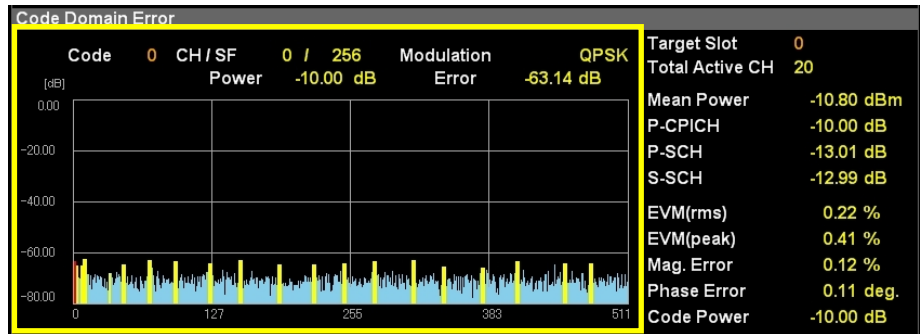 Code Domain Error
Code 0 CH / SF 0 / 256 Modulation QPSK
Power -10.00 dB Error -63.14 dB
[dB]
0.00
-20.00
-40.00
-60.00
-80.00
0 127 255 383 511
Target Slot 0
Total Active CH 20
Mean Power -10.80 dBm
P-CPICH -10.00 dB
P-SCH -13.01 dB
S-SCH -12.99 dB
EVM(rms) 0.22 %
EVM(peak) 0.41 %
Mag. Error 0.12 %
Phase Error 0.11 deg.
Code Power -10.00 dB